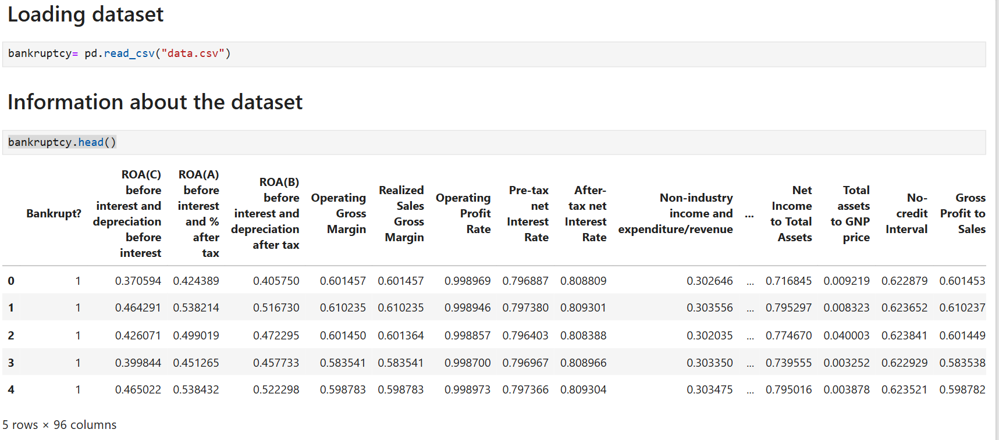 Loading dataset
bankruptcy= pd.read_csv("data.csv")
Information about the dataset
bankruptcy.head()
Bankrupt? ROA(C) before interest and depreciation before interest ROA(A) before interest and % after tax ROA(B) before interest and depreciation after tax Operating Gross Margin Realized Sales Gross Margin Operating Profit Rate Pre-tax net Interest Rate After-tax net Interest Rate Non-industry income and expenditure/revenue ... Net Income to Total Assets Total assets to GNP price No-credit Interval Gross Profit to Sales
0 1 0.370594 0.424389 0.405750 0.601457 0.601457 0.998969 0.796887 0.808809 0.302646 ... 0.716845 0.009219 0.622879 0.601453
1 1 0.464291 0.538214 0.516730 0.610235 0.610235 0.998946 0.797380 0.809301 0.303556 ... 0.795297 0.008323 0.623652 0.610237
2 1 0.426071 0.499019 0.472295 0.601450 0.601364 0.998857 0.796403 0.808388 0.302035 ... 0.774670 0.040003 0.623841 0.601449
3 1 0.399844 0.451265 0.457733 0.583541 0.583541 0.998700 0.796967 0.808966 0.303350 ... 0.739555 0.003252 0.622929 0.583538
4 1 0.465022 0.538432 0.522298 0.598783 0.598783 0.998973 0.797366 0.809304 0.303475 ... 0.795016 0.003878 0.623521 0.598782
5 rows × 96 columns